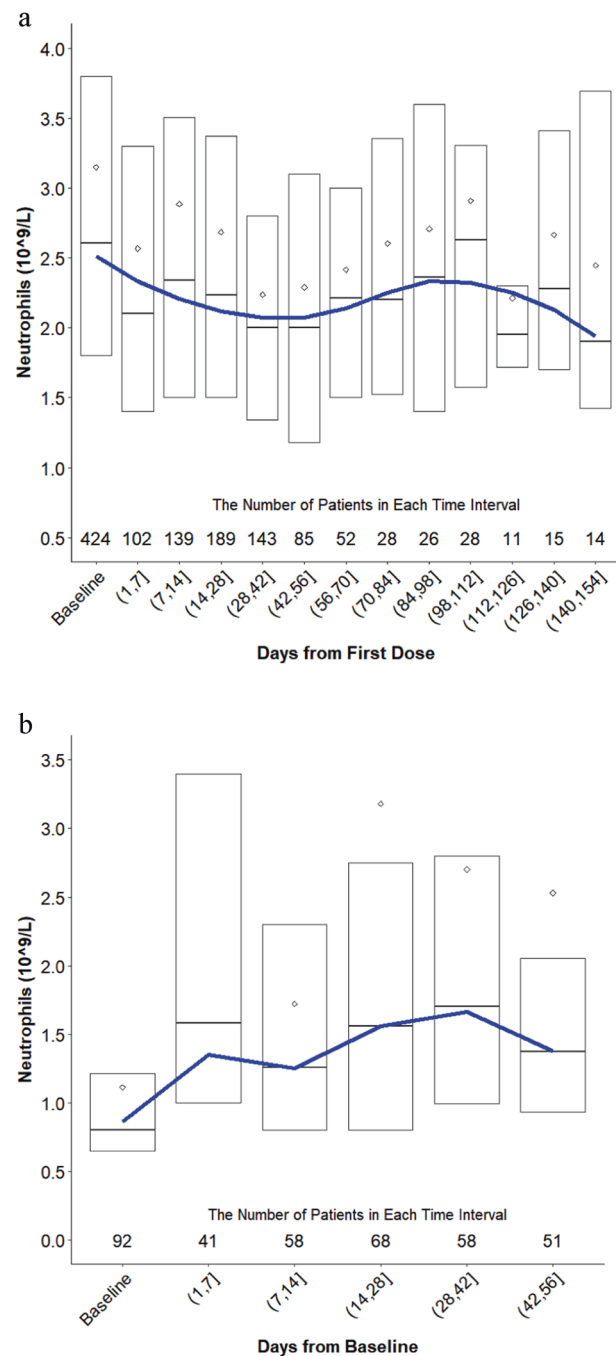 a
4.0
3.5
3.0
2.5
2.0
1.5
1.0
0.5
Neutrophils (10^9/L)
The Number of Patients in Each Time Interval
424 102 139 189 143 85 52 28 26 28 11 15 14
Baseline (1,7] (7,14] (14,28] (28,42] (42,56] (56,70] (70,84] (84,98] (98,112] (112,126] (126,140] (140,154]
Days from First Dose
b
3.5
3.0
2.5
2.0
1.5
1.0
0.5
0.0
Neutrophils (10^9/L)
The Number of Patients in Each Time Interval
92 41 58 68 58 51
Baseline (1,7] (7,14] (14,28] (28,42] (42,56]
Days from Baseline